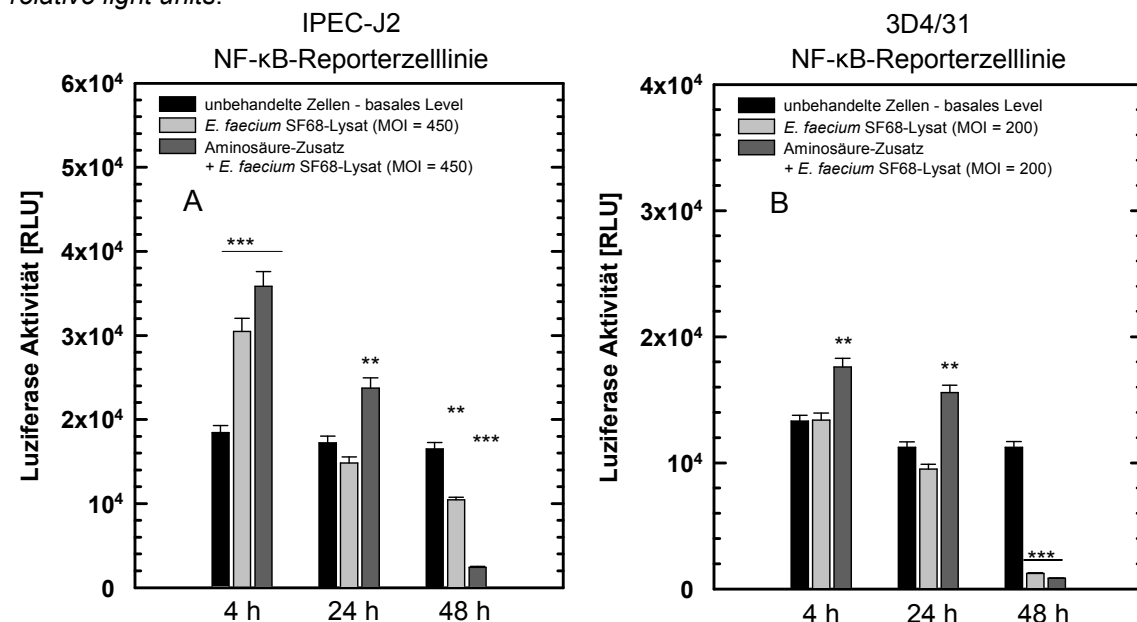 relative light units.
IPEC-J2
NF-κB-Reporterzelllinie
6x10⁴
5x10⁴
4x10⁴
3x10⁴
2x10⁴
10⁴
0
Luziferase Aktivität [RLU]
unbehandelte Zellen - basales Level
E. faecium SF68-Lysat (MOI = 450)
Aminosäure-Zusatz
+ E. faecium SF68-Lysat (MOI = 450)
A
***
**
**
***
4 h 24 h 48 h
3D4/31
NF-κB-Reporterzelllinie
4x10⁴
3x10⁴
2x10⁴
10⁴
0
Luziferase Aktivität [RLU]
unbehandelte Zellen - basales Level
E. faecium SF68-Lysat (MOI = 200)
Aminosäure-Zusatz
+ E. faecium SF68-Lysat (MOI = 200)
B
**
**
***
4 h 24 h 48 h